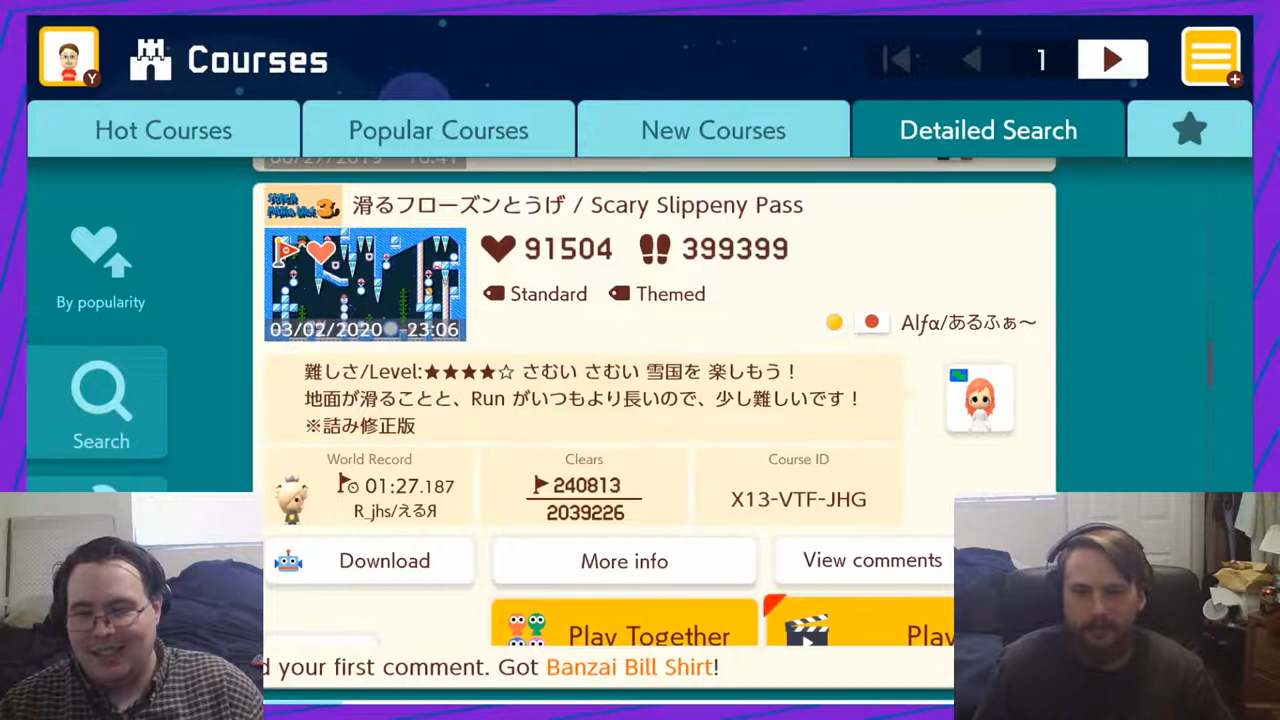 Y
Courses
1
+
Hot Courses
Popular Courses
New Courses
Detailed Search
滑るフローズンとうげ / Scary Slippeny Pass
91504
399399
By popularity
Standard
Themed
03/02/2020 23:06
Alƒα/あるふぁ〜
難しさ/Level:★★★★☆ さむい さむい 雪国を 楽しもう！
地面が滑ることと、Run がいつもより長いので、少し難しいです！
※詰み修正版
Search
World Record
01:27.187
R_jhs/えるЯ
Clears
240813
2039226
Course ID
X13-VTF-JHG
Download
More info
View comments
Play Together
Play
d your first comment. Got Banzai Bill Shirt!